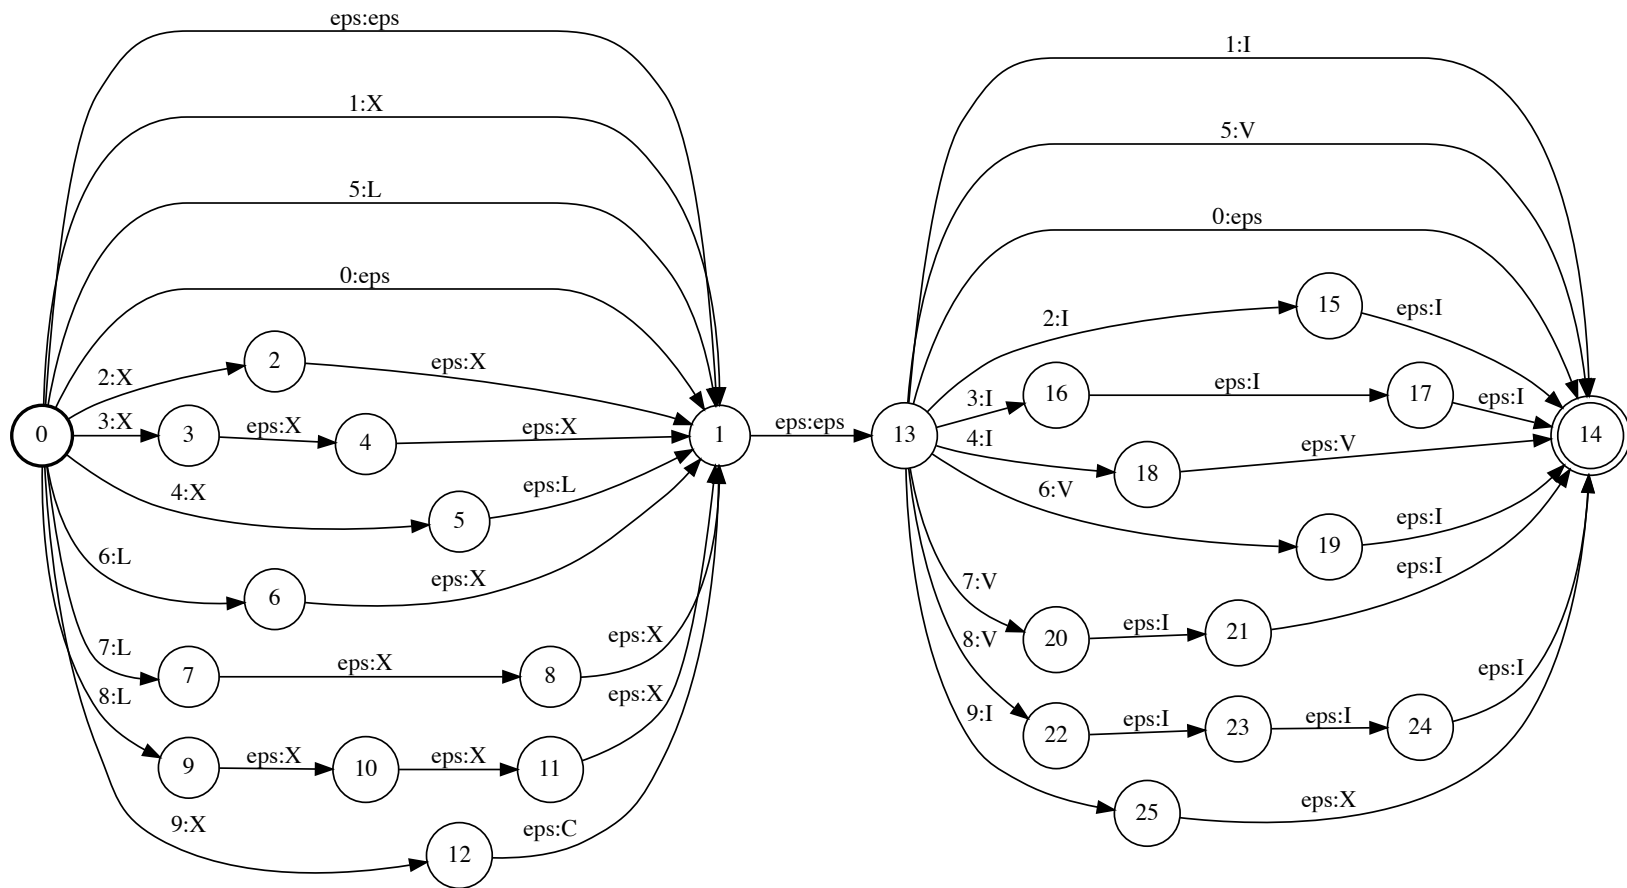 eps:eps
1:I
1:X
5:V
5:L
0:eps
0:eps
15
2:I
eps:I
2
2:X
eps:X
16
3:I
eps:I
17
eps:I
0
3:X
3
eps:X
4
eps:X
1
eps:eps
13
14
4:I
18
eps:V
4:X
5
eps:L
6:V
19
eps:I
6:L
6
eps:X
7:V
20
eps:I
21
eps:I
7:L
7
eps:X
8
eps:X
8:V
22
eps:I
23
eps:I
24
eps:I
8:L
9
eps:X
10
eps:X
11
eps:X
9:I
25
eps:X
9:X
12
eps:C